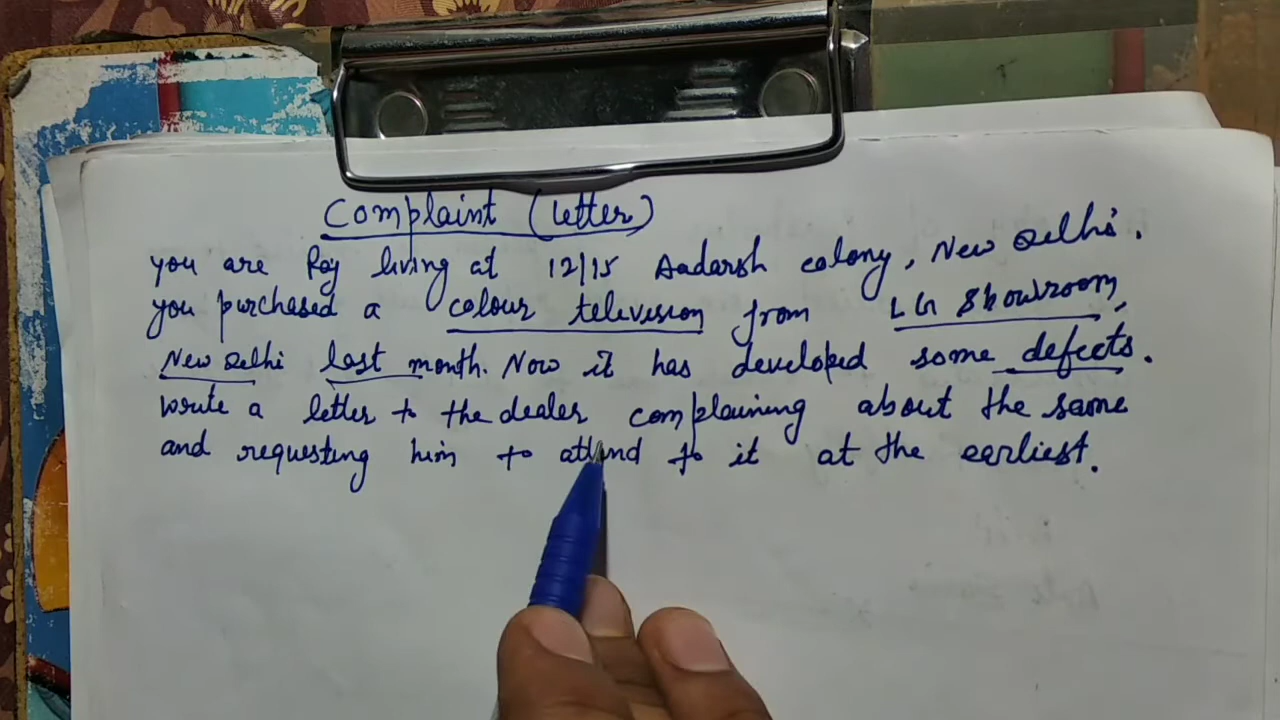 Complaint (letter)
you are Raj living at 12/15 Aadarsh colony, New Delhi.
you purchased a colour television from LG Showroom,
New Delhi last month. Now it has developed some defects.
write a letter to the dealer complaining about the same
and requesting him to attend to it at the earliest.